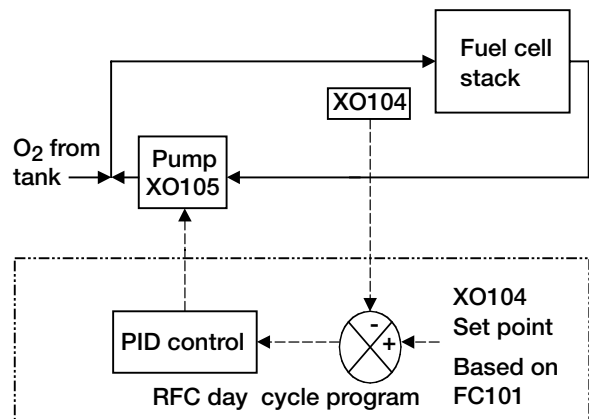 Fuel cell
stack
XO104
O2 from
tank
Pump
XO105
PID control
-
+
XO104
Set point
Based on
FC101
RFC day cycle program